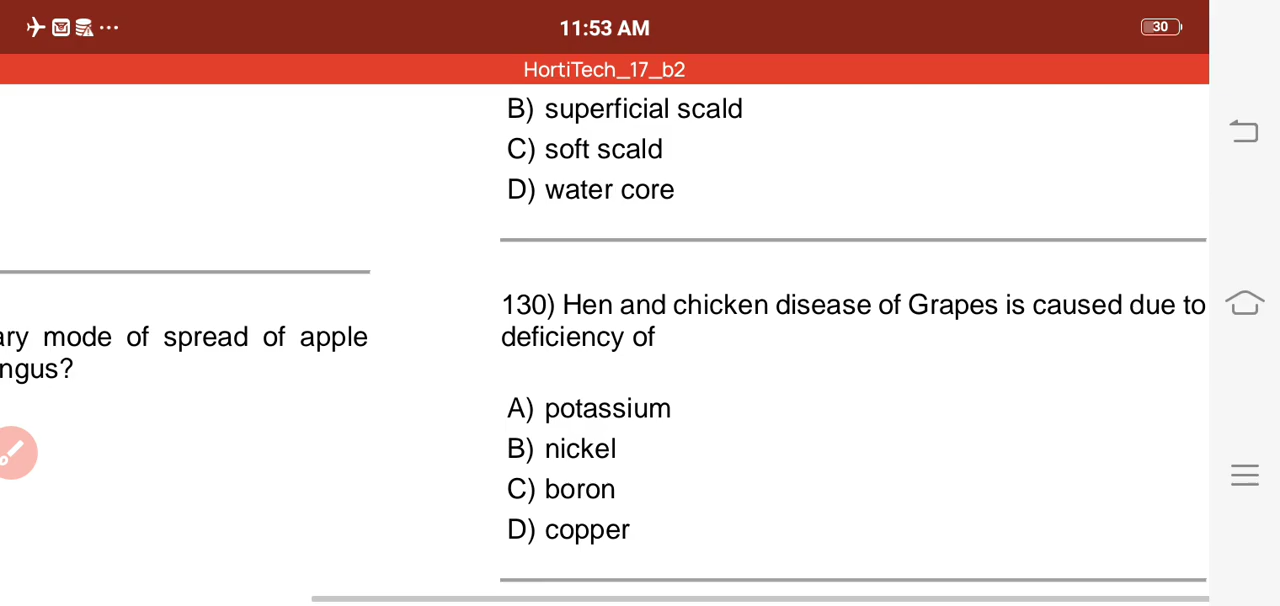 11:53 AM
30
HortiTech_17_b2
B) superficial scald
C) soft scald
D) water core
ary mode of spread of apple
ngus?
130) Hen and chicken disease of Grapes is caused due to
deficiency of
A) potassium
B) nickel
C) boron
D) copper